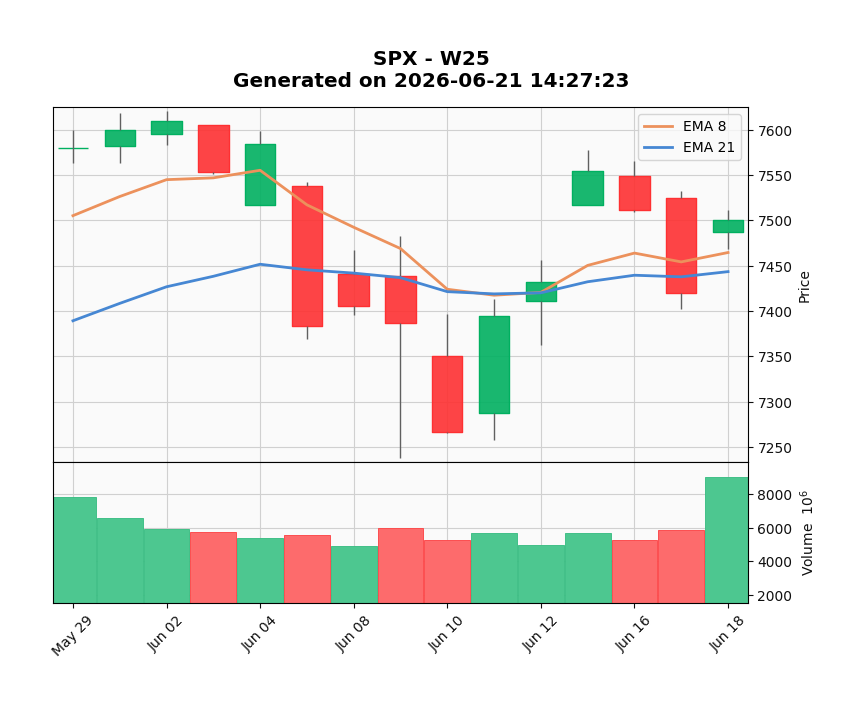 SPX - W25
Generated on 2026-06-21 14:27:23
EMA 8
EMA 21
7600
7550
7500
7450
7400
7350
7300
7250
Price
8000
6000
4000
2000
Volume 10⁶
May 29
Jun 02
Jun 04
Jun 08
Jun 10
Jun 12
Jun 16
Jun 18